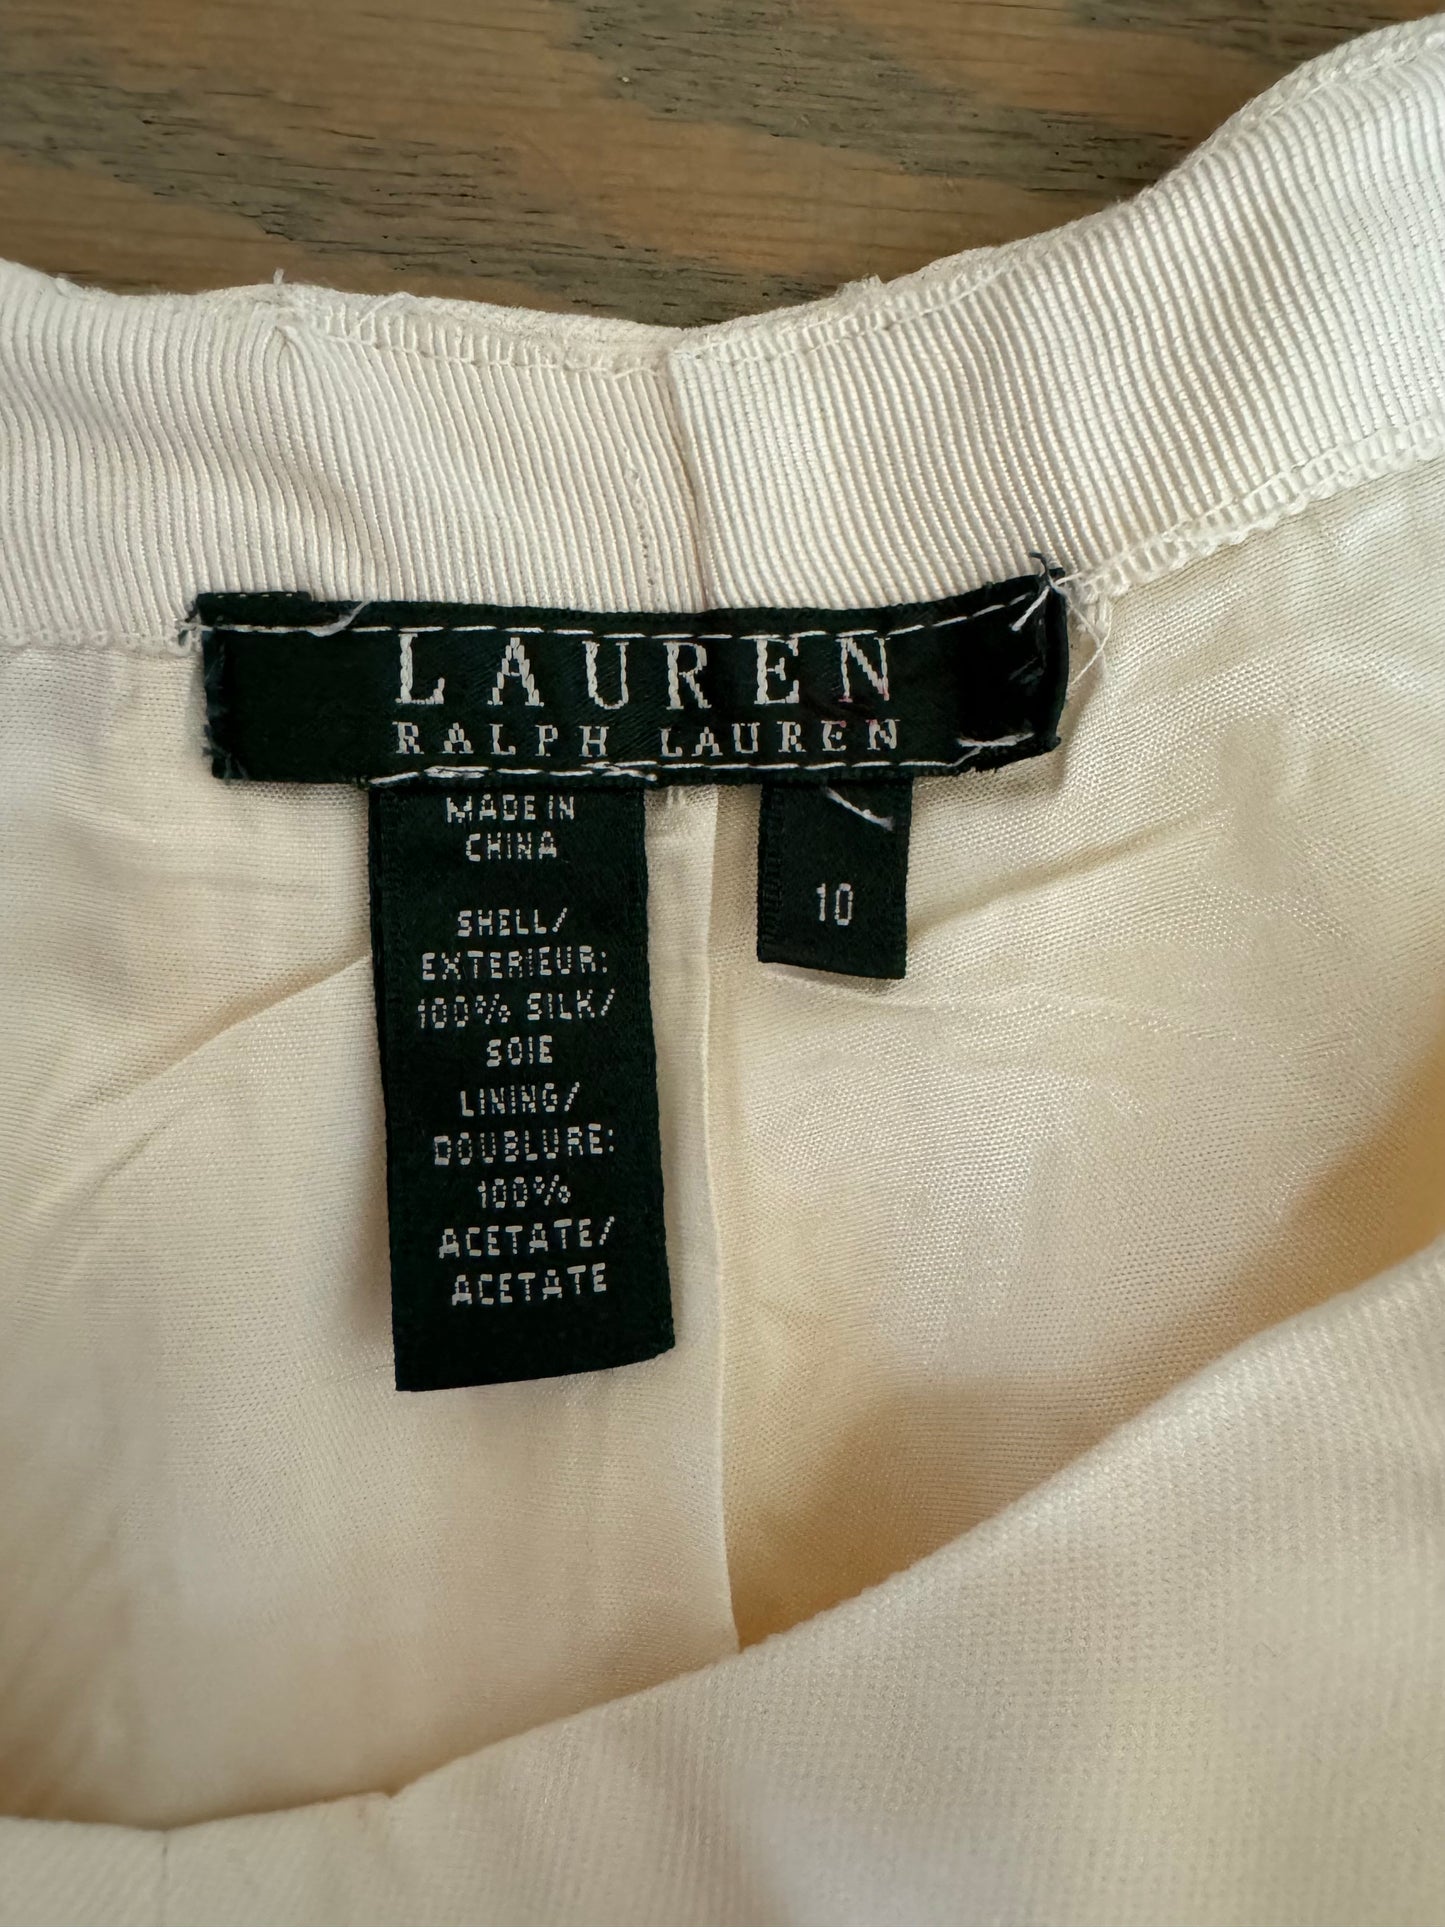 LAUREN
RALPH LAUREN
MADE IN
CHINA
SHELL/
EXTERIEUR:
100% SILK/
SOIE
LINING/
DOUBLURE:
100%
ACETATE/
ACETATE
10